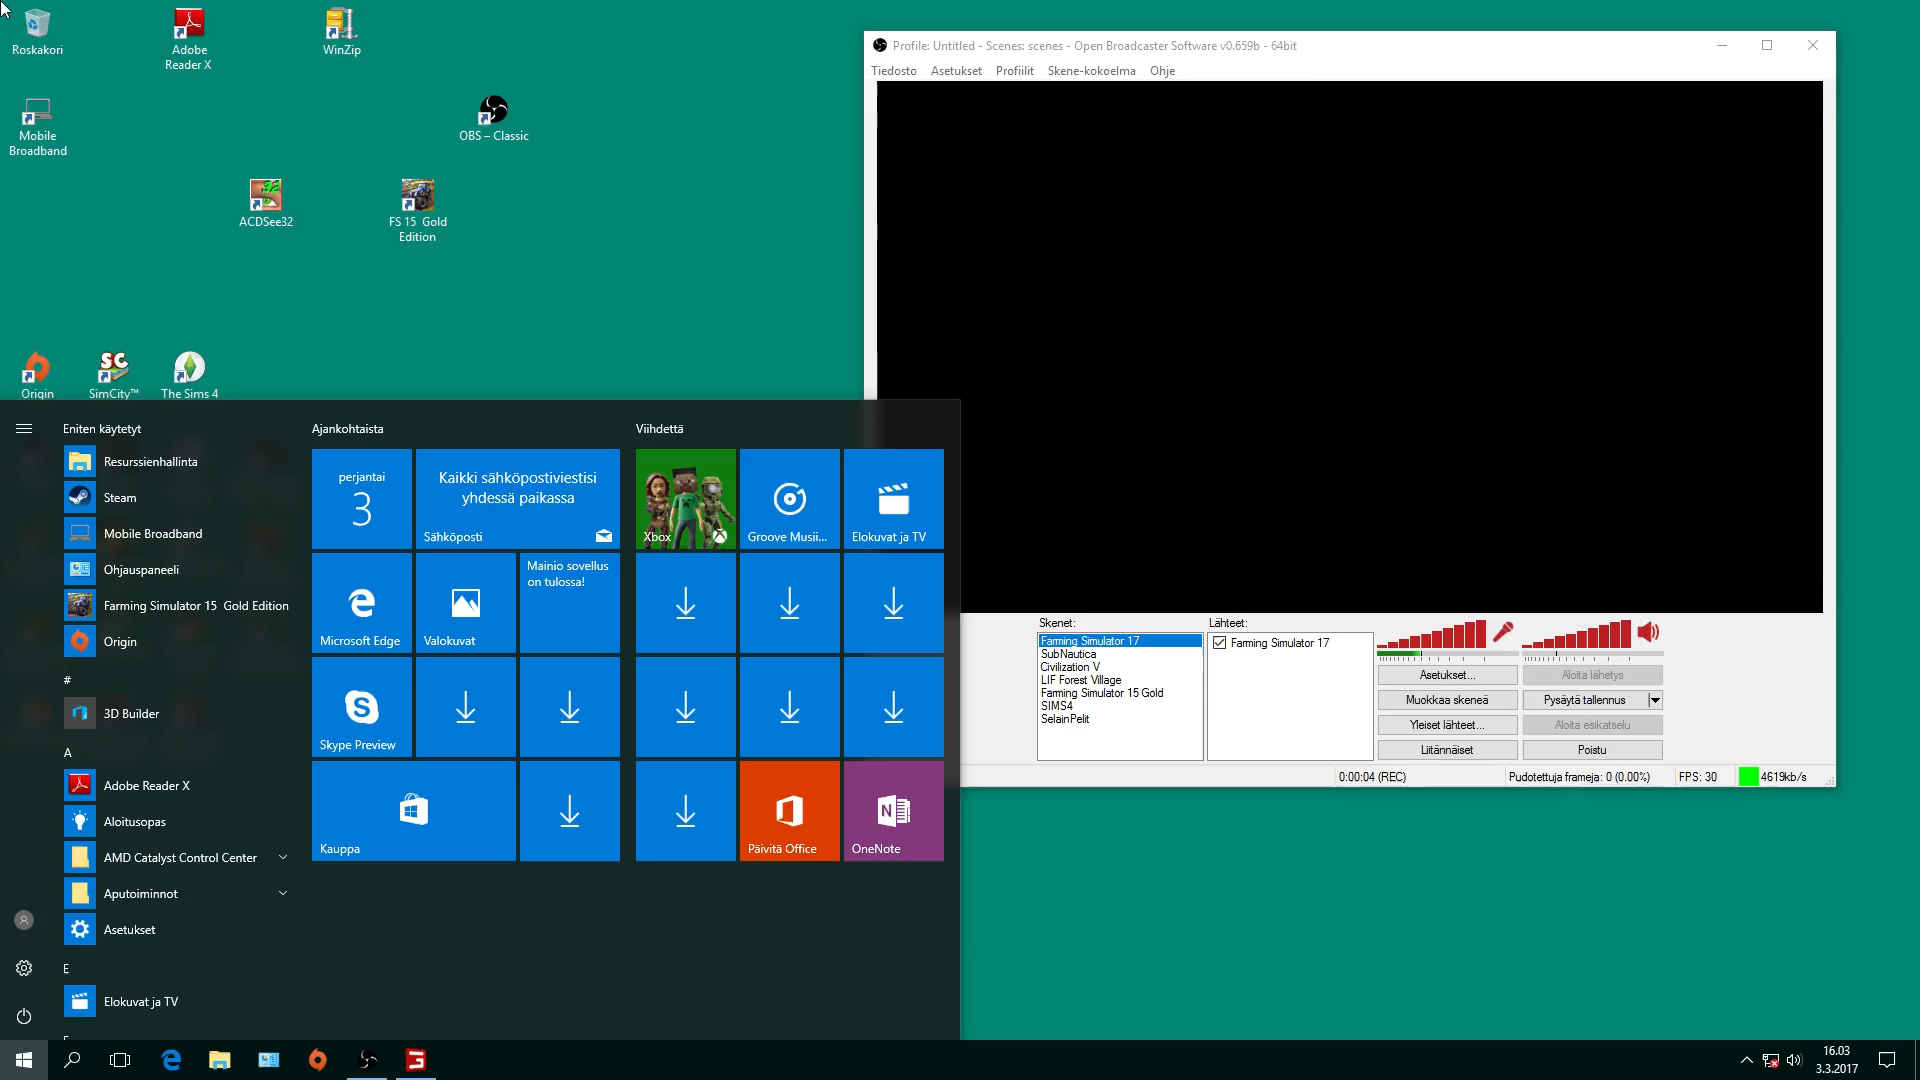 Roskakori
Adobe
Reader X
WinZip
Mobile
Broadband
OBS – Classic
ACDSee32
FS 15 Gold
Edition
Origin
SimCity™
The Sims 4
Profile: Untitled - Scenes: scenes - Open Broadcaster Software v0.659b - 64bit
Tiedosto Asetukset Profiilit Skene-kokoelma Ohje
Skenet:
Farming Simulator 17
SubNautica
Civilization V
LIF Forest Village
Farming Simulator 15 Gold
SIMS4
SelainPelit
Lähteet:
Farming Simulator 17
Asetukset...
Aloita lähetys
Muokkaa skeneä
Pysäytä tallennus
Yleiset lähteet...
Aloita esikatselu
Liitännäiset
Poistu
0:00:04 (REC)
Pudotettuja frameja: 0 (0.00%)
FPS: 30
4619kb/s
Eniten käytetyt
Resurssienhallinta
Steam
Mobile Broadband
Ohjauspaneeli
Farming Simulator 15 Gold Edition
Origin
#
3D Builder
A
Adobe Reader X
Aloitusopas
AMD Catalyst Control Center
Aputoiminnot
Asetukset
E
Elokuvat ja TV
Ajankohtaista
perjantai
3
Kaikki sähköpostiviestisi
yhdessä paikassa
Sähköposti
Microsoft Edge
Valokuvat
Mainio sovellus
on tulossa!
Skype Preview
Kauppa
Viihdettä
Xbox
Groove Musii...
Elokuvat ja TV
Päivitä Office
OneNote
16.03
3.3.2017